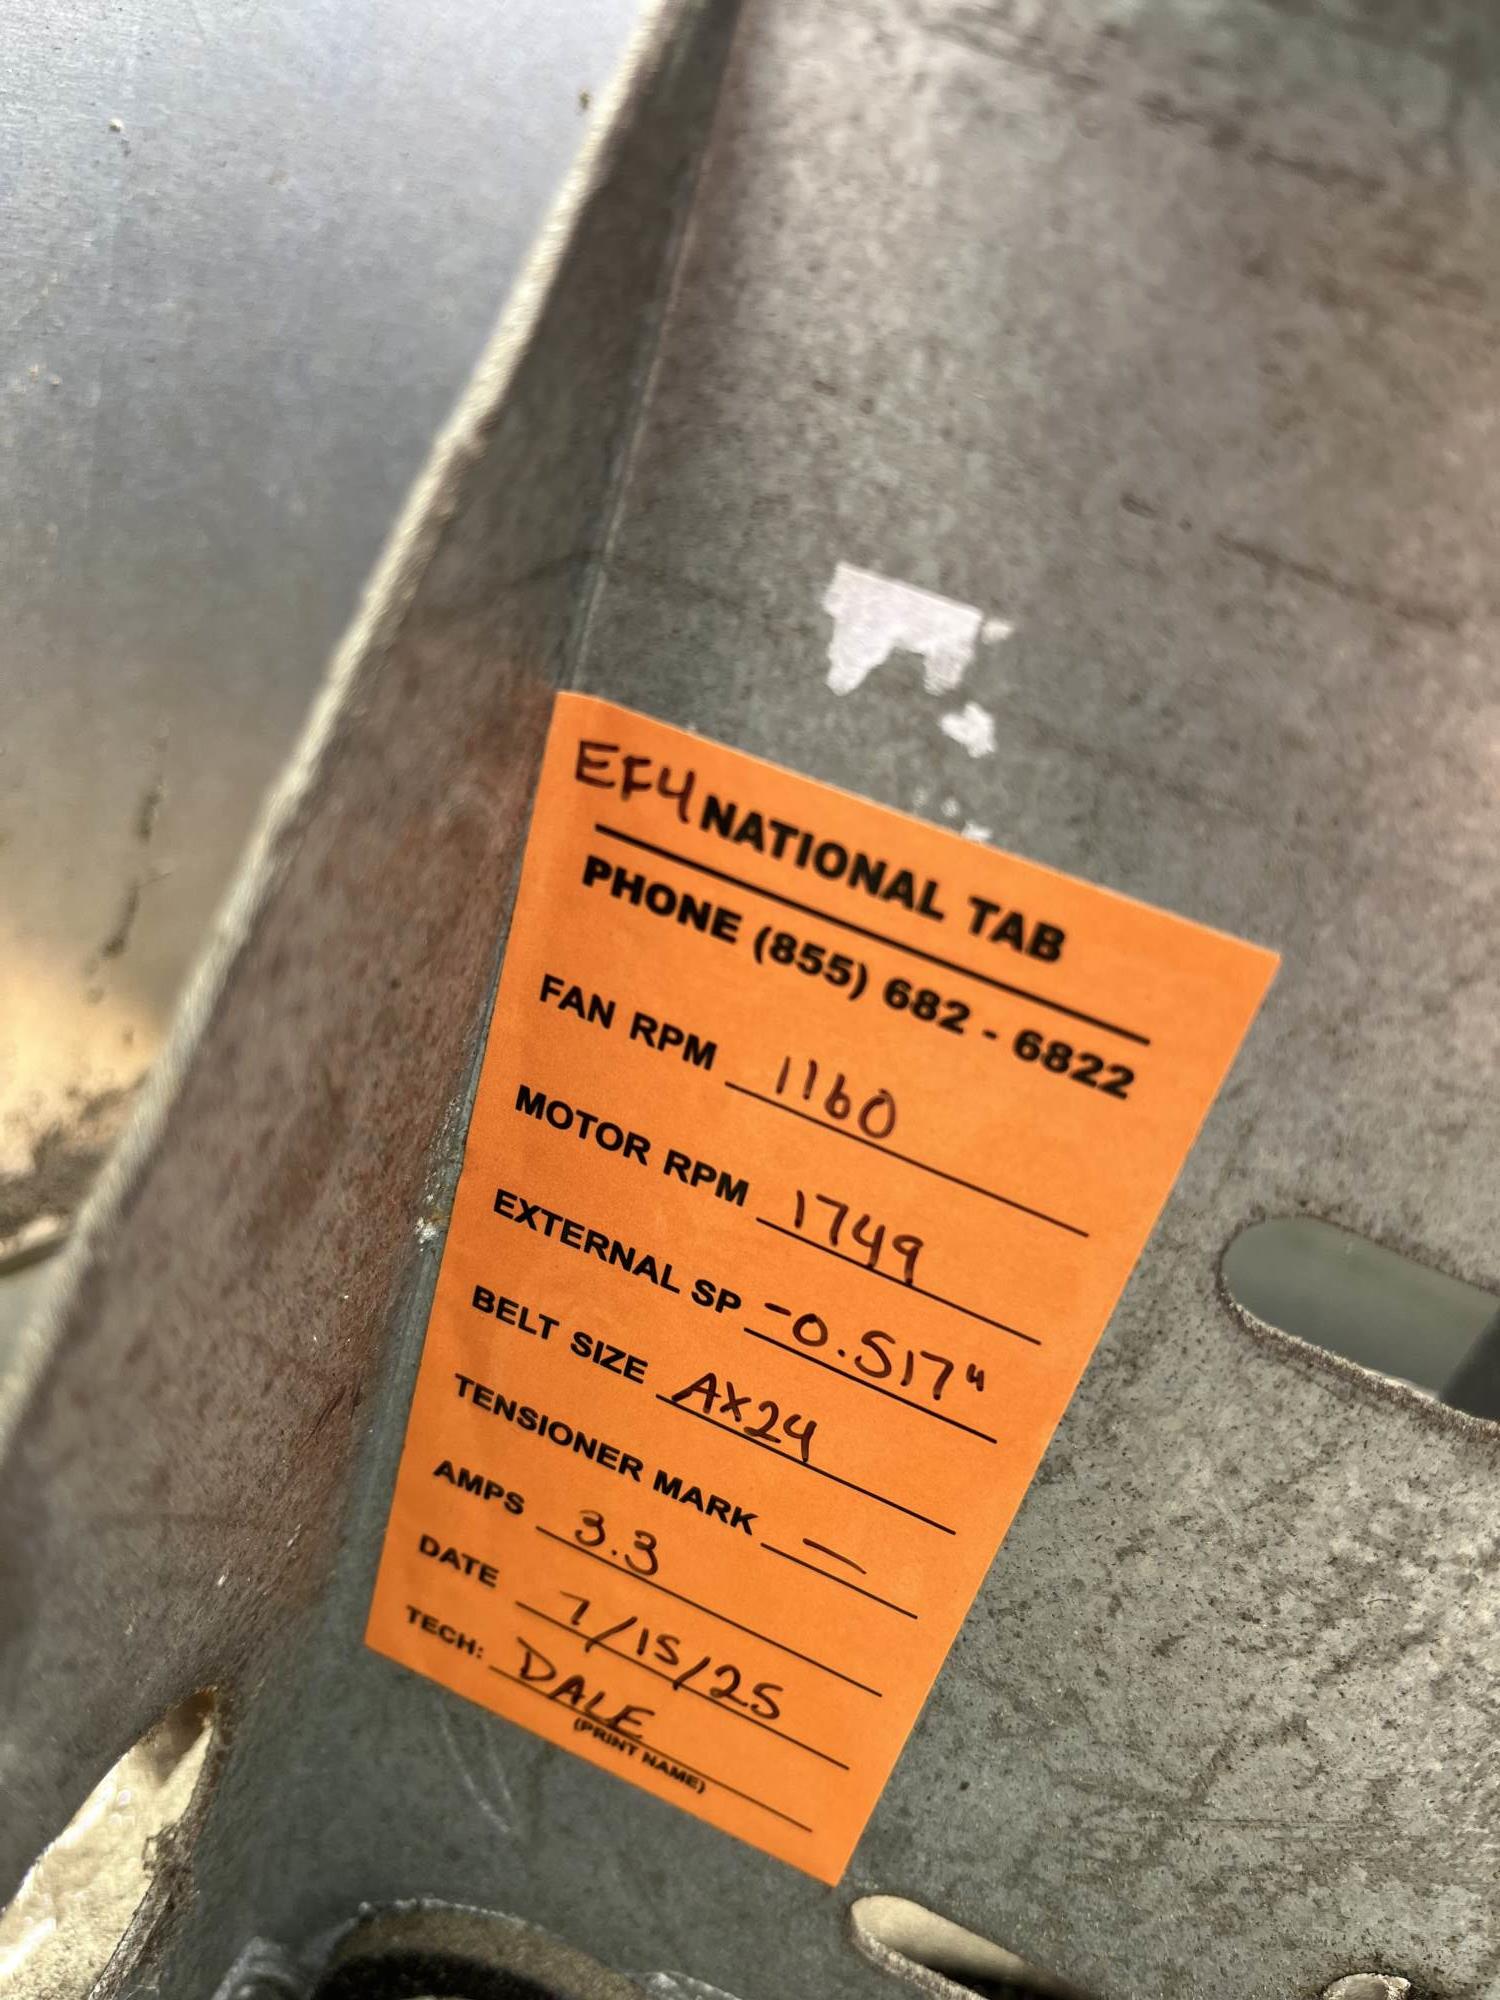 EF4 NATIONAL TAB
PHONE (855) 682 - 6822
FAN RPM 1160
MOTOR RPM 1749
EXTERNAL SP -0.517"
BELT SIZE AX24
TENSIONER MARK —
AMPS 3.3
DATE 7/15/25
TECH: DALE
(PRINT NAME)